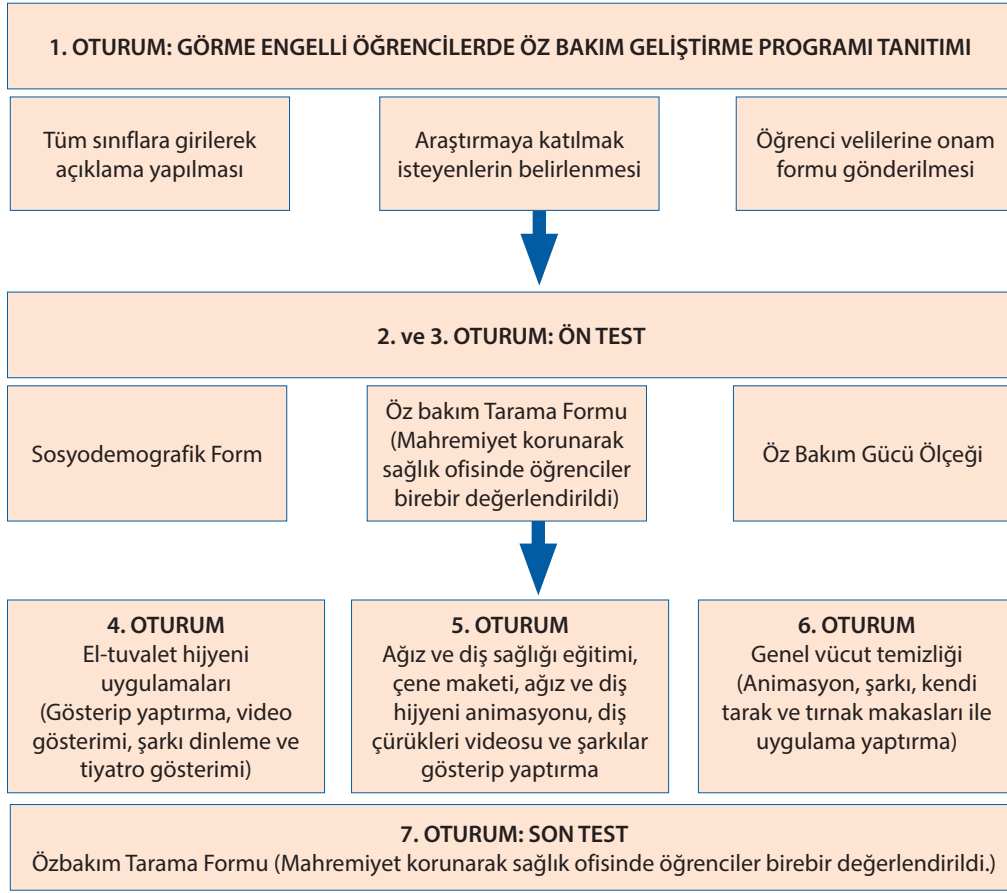 1. OTURUM: GÖRME ENGELLİ ÖĞRENCİLERDE ÖZ BAKIM GELİŞTİRME PROGRAMI TANITIMI
Tüm sınıflara girilerek
açıklama yapılması
Araştırmaya katılmak
isteyenlerin belirlenmesi
Öğrenci velilerine onam
formu gönderilmesi
2. ve 3. OTURUM: ÖN TEST
Sosyodemografik Form
Öz bakım Tarama Formu
(Mahremiyet korunarak
sağlık ofisinde öğrenciler
birebir değerlendirildi)
Öz Bakım Gücü Ölçeği
4. OTURUM
El-tuvalet hijyeni
uygulamaları
(Gösterip yaptırma, video
gösterimi, şarkı dinleme ve
tiyatro gösterimi)
5. OTURUM
Ağız ve diş sağlığı eğitimi,
çene maketi, ağız ve diş
hijyeni animasyonu, diş
çürükleri videosu ve şarkılar
gösterip yaptırma
6. OTURUM
Genel vücut temizliği
(Animasyon, şarkı, kendi
tarak ve tırnak makasları ile
uygulama yaptırma)
7. OTURUM: SON TEST
Özbakım Tarama Formu (Mahremiyet korunarak sağlık ofisinde öğrenciler birebir değerlendirildi.)